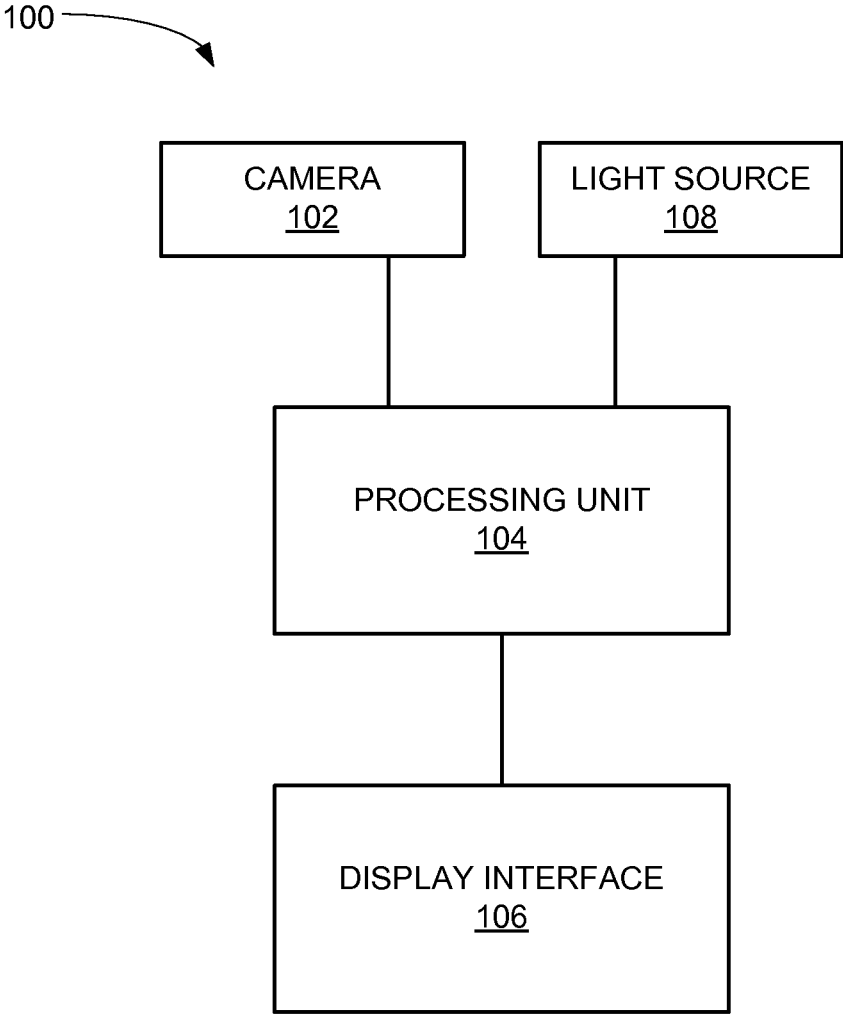 100
CAMERA
102
LIGHT SOURCE
108
PROCESSING UNIT
104
DISPLAY INTERFACE
106